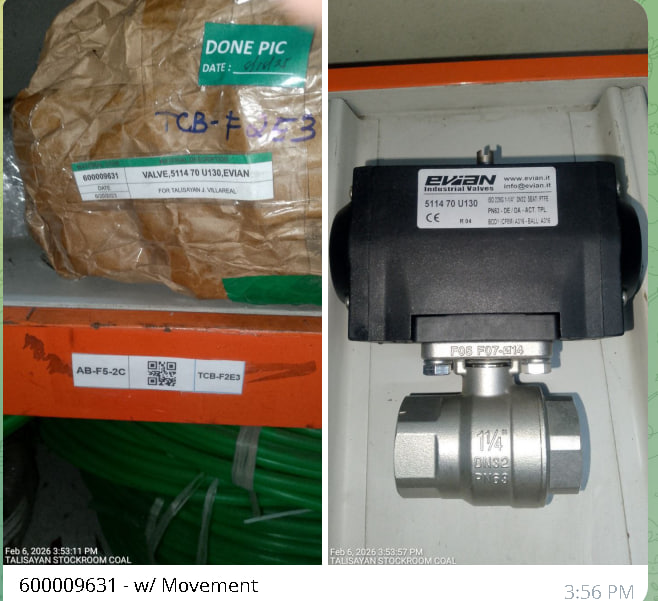 DONE PIC
DATE:
TCB-F
600009631
VALVE,5114 70 U130,EVIAN
DATE
FOR TALISAYAN J. VILLAREAL
AB-F5-2C
TCB-F2E3
Feb 6, 2026 3:53:11 PM
TALISAYAN STOCKROOM COAL
EViAN
Industrial Valves
www.evian.it
info@evian.it
5114 70 U130
PN63 - DE / DA - ACT. TPL
CE
R 04
F05 F07-
1¼"
DN32
PN63
Feb 6, 2026 3:53:57 PM
TALISAYAN STOCKROOM COAL
600009631 - w/ Movement
3:56 PM